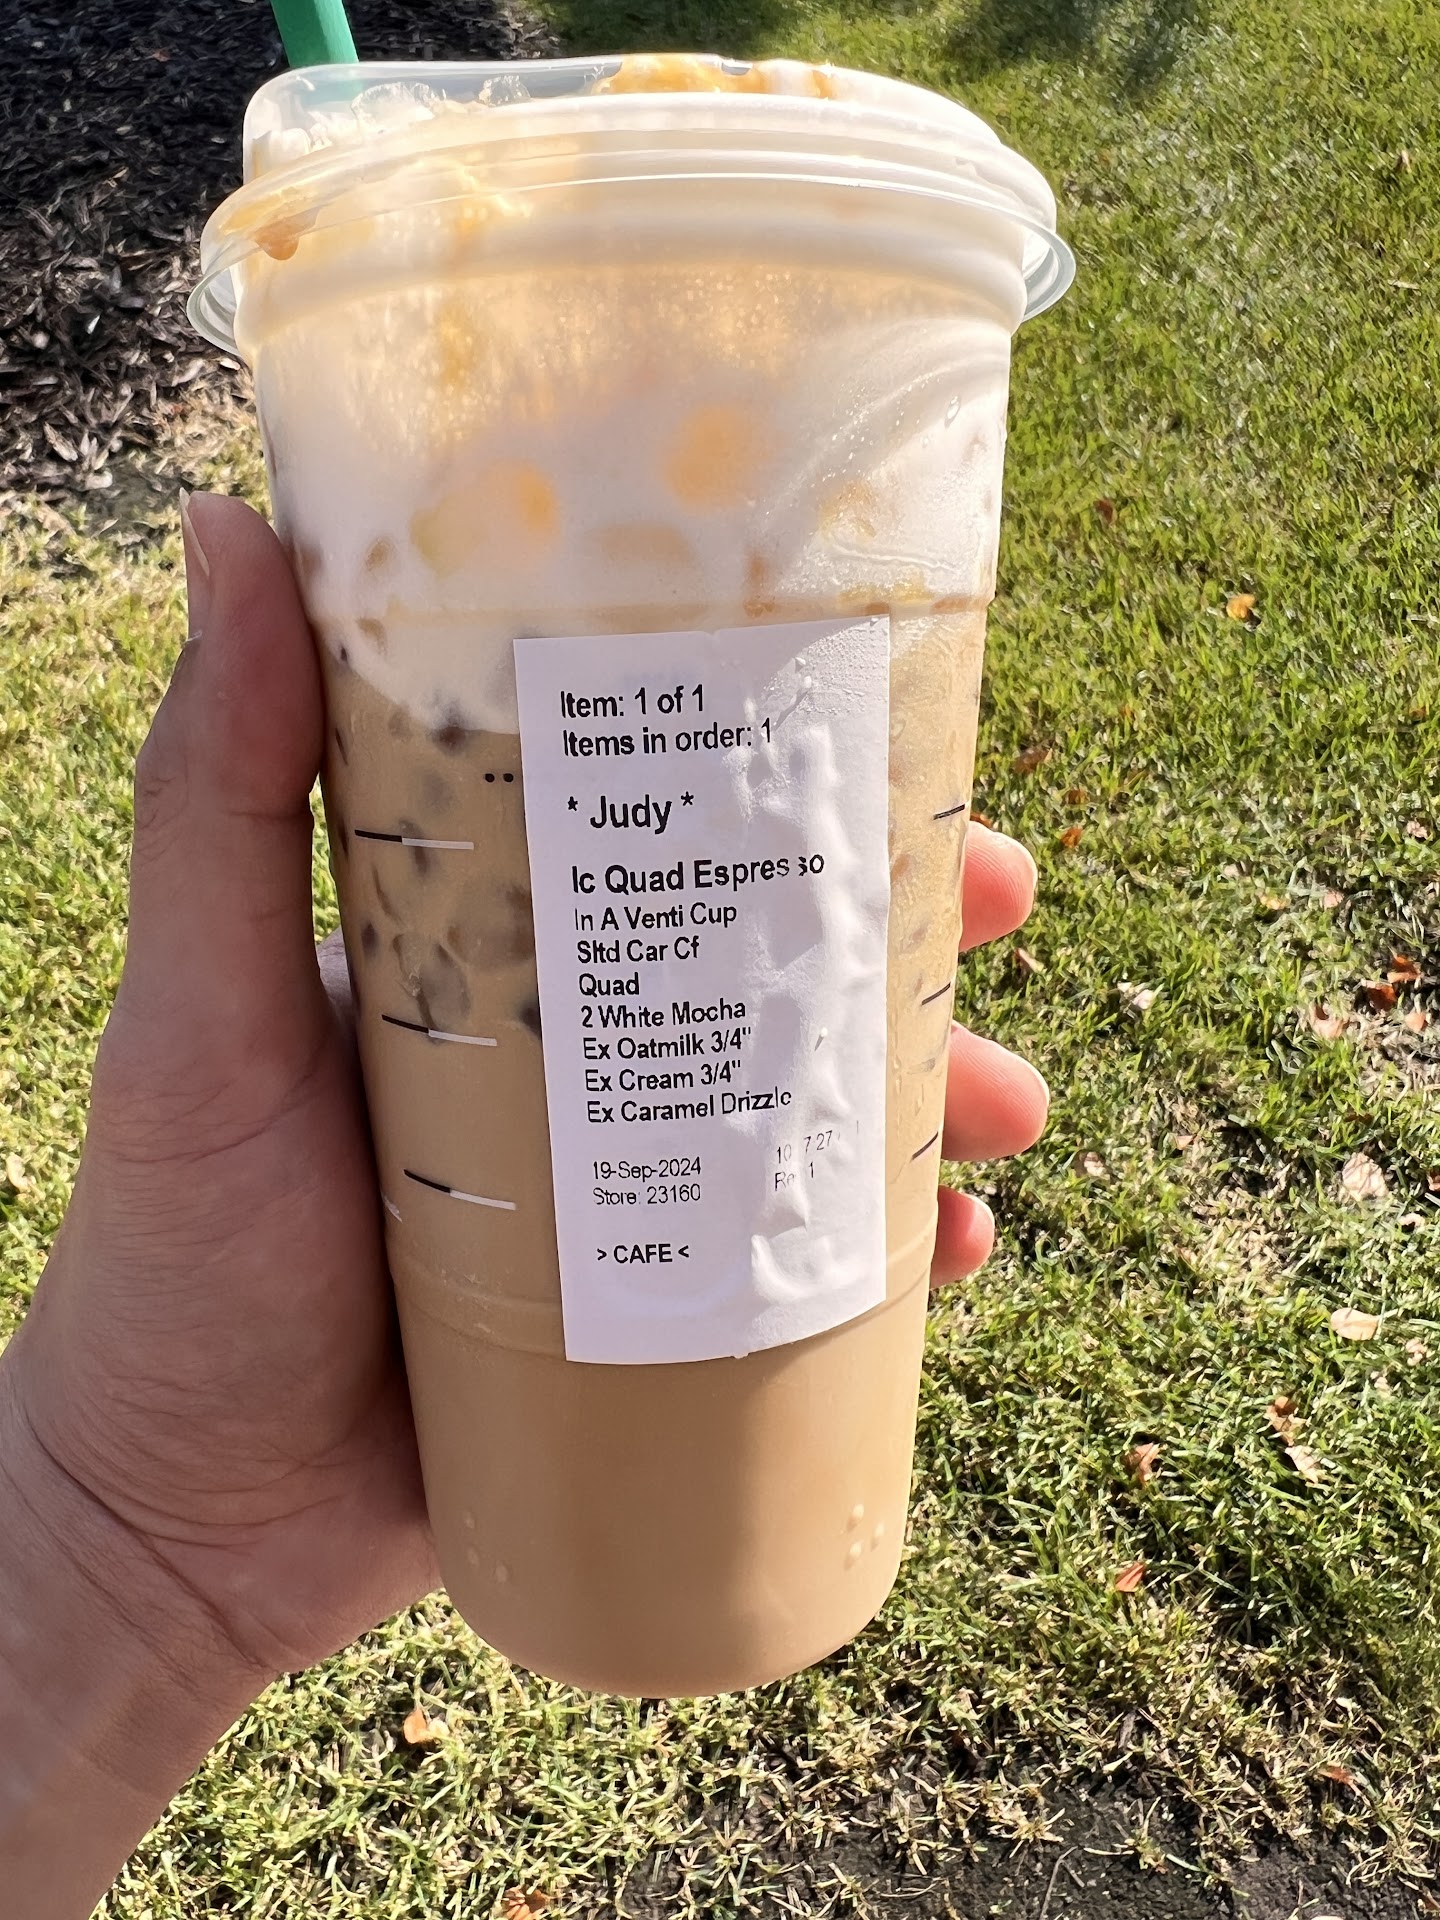 Item: 1 of 1
Items in order: 1
* Judy *
Ic Quad Espresso
In A Venti Cup
Sltd Car Cf
Quad
2 White Mocha
Ex Oatmilk 3/4"
Ex Cream 3/4"
Ex Caramel Drizzle
19-Sep-2024
Store: 23160
> CAFE <